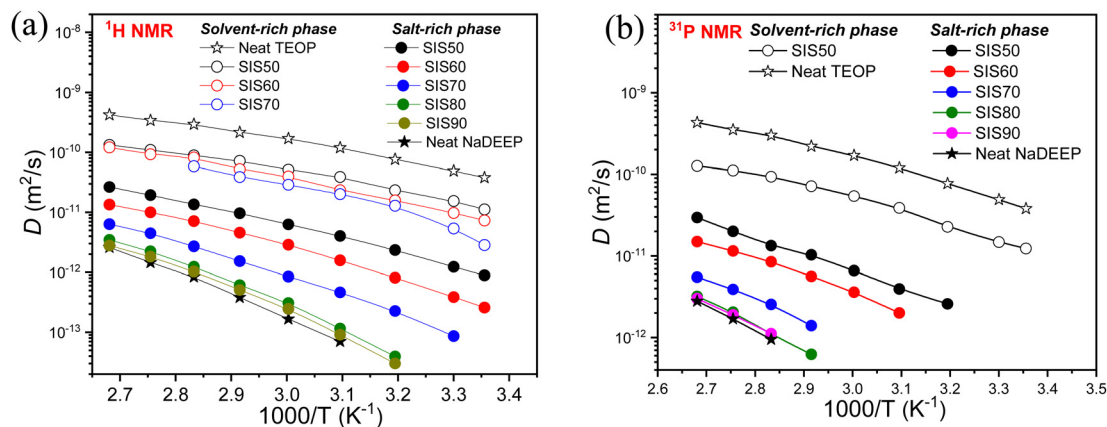 (a)
¹H NMR
Solvent-rich phase
Neat TEOP
SIS50
SIS60
SIS70
Salt-rich phase
SIS50
SIS60
SIS70
SIS80
SIS90
Neat NaDEEP
10⁻⁸
10⁻⁹
10⁻¹⁰
10⁻¹¹
10⁻¹²
10⁻¹³
D (m²/s)
2.7 2.8 2.9 3.0 3.1 3.2 3.3 3.4
1000/T (K⁻¹)
(b)
³¹P NMR
Solvent-rich phase
SIS50
Neat TEOP
Salt-rich phase
SIS50
SIS60
SIS70
SIS80
SIS90
Neat NaDEEP
10⁻⁹
10⁻¹⁰
10⁻¹¹
10⁻¹²
D (m²/s)
2.6 2.7 2.8 2.9 3.0 3.1 3.2 3.3 3.4 3.5
1000/T (K⁻¹)